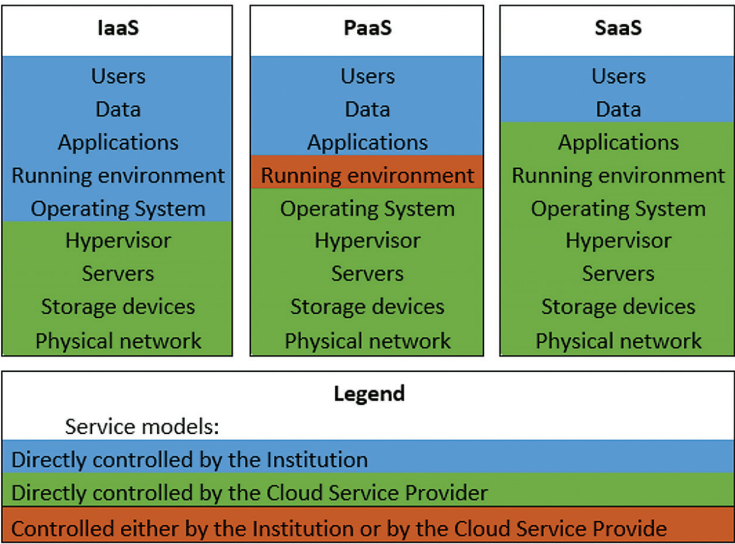 IaaS
Users
Data
Applications
Running environment
Operating System
Hypervisor
Servers
Storage devices
Physical network
PaaS
Users
Data
Applications
Running environment
Operating System
Hypervisor
Servers
Storage devices
Physical network
SaaS
Users
Data
Applications
Running environment
Operating System
Hypervisor
Servers
Storage devices
Physical network
Legend
Service models:
Directly controlled by the Institution
Directly controlled by the Cloud Service Provider
Controlled either by the Institution or by the Cloud Service Provide